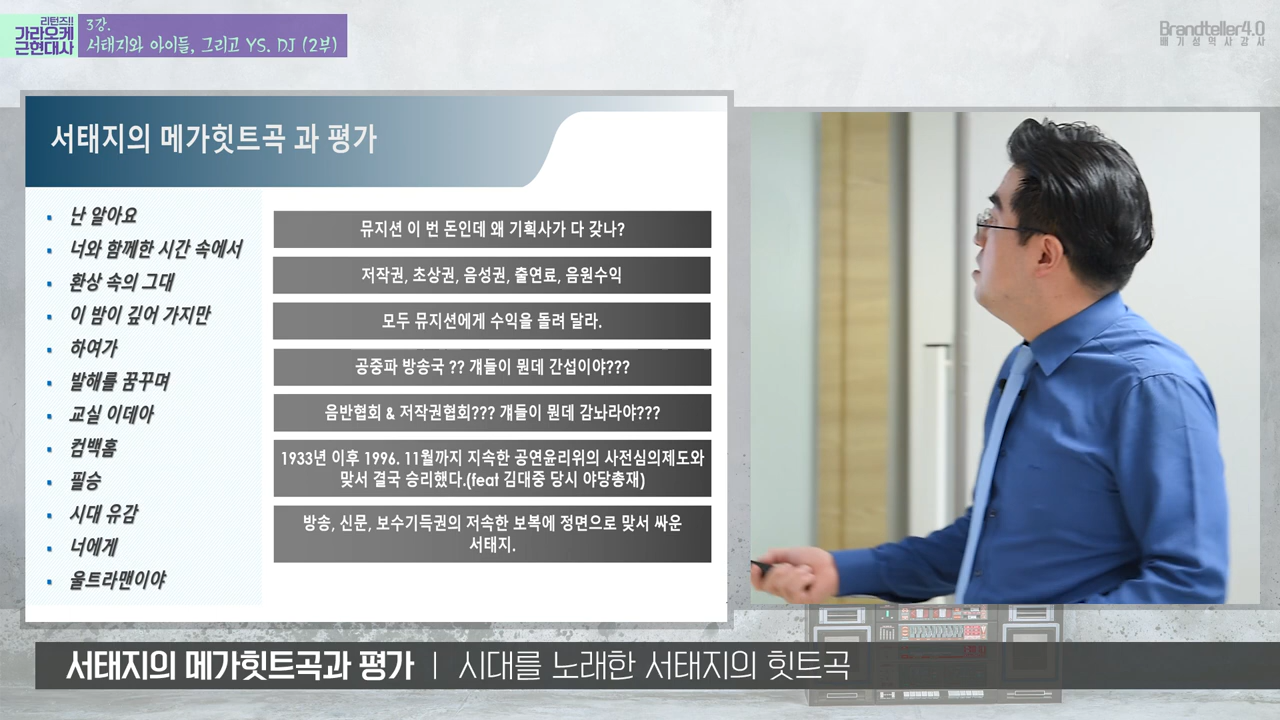 리턴즈!!
가라오케
근현대사
3강.
서태지와 아이들, 그리고 YS. DJ (2부)
Brandteller4.0
배기성역사강사
서태지의 메가힛트곡 과 평가
난 알아요
너와 함께한 시간 속에서
환상 속의 그대
이 밤이 깊어 가지만
하여가
발해를 꿈꾸며
교실 이데아
컴백홈
필승
시대 유감
너에게
울트라맨이야
뮤지션 이 번 돈인데 왜 기획사가 다 갖나?
저작권, 초상권, 음성권, 출연료, 음원수익
모두 뮤지션에게 수익을 돌려 달라.
공중파 방송국 ?? 걔들이 뭔데 간섭이야???
음반협회 & 저작권협회??? 걔들이 뭔데 감놔라야???
1933년 이후 1996. 11월까지 지속한 공연윤리위의 사전심의제도와
맞서 결국 승리했다.(feat 김대중 당시 야당총재)
방송, 신문, 보수기득권의 저속한 보복에 정면으로 맞서 싸운
서태지.
서태지의 메가힛트곡과 평가 | 시대를 노래한 서태지의 힛트곡